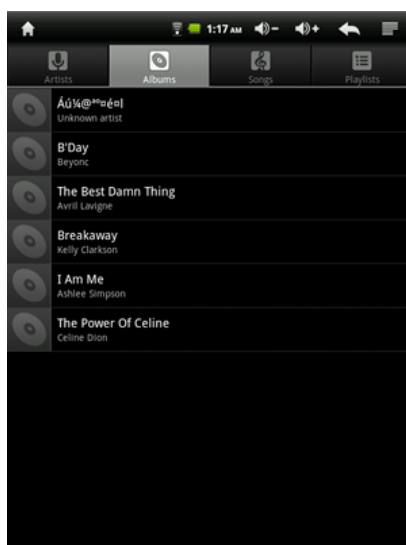 1:17 AM
Artists Albums Songs Playlists
Áú¼@ªº¤é¤l
Unknown artist
B'Day
Beyonc
The Best Damn Thing
Avril Lavigne
Breakaway
Kelly Clarkson
I Am Me
Ashlee Simpson
The Power Of Celine
Celine Dion